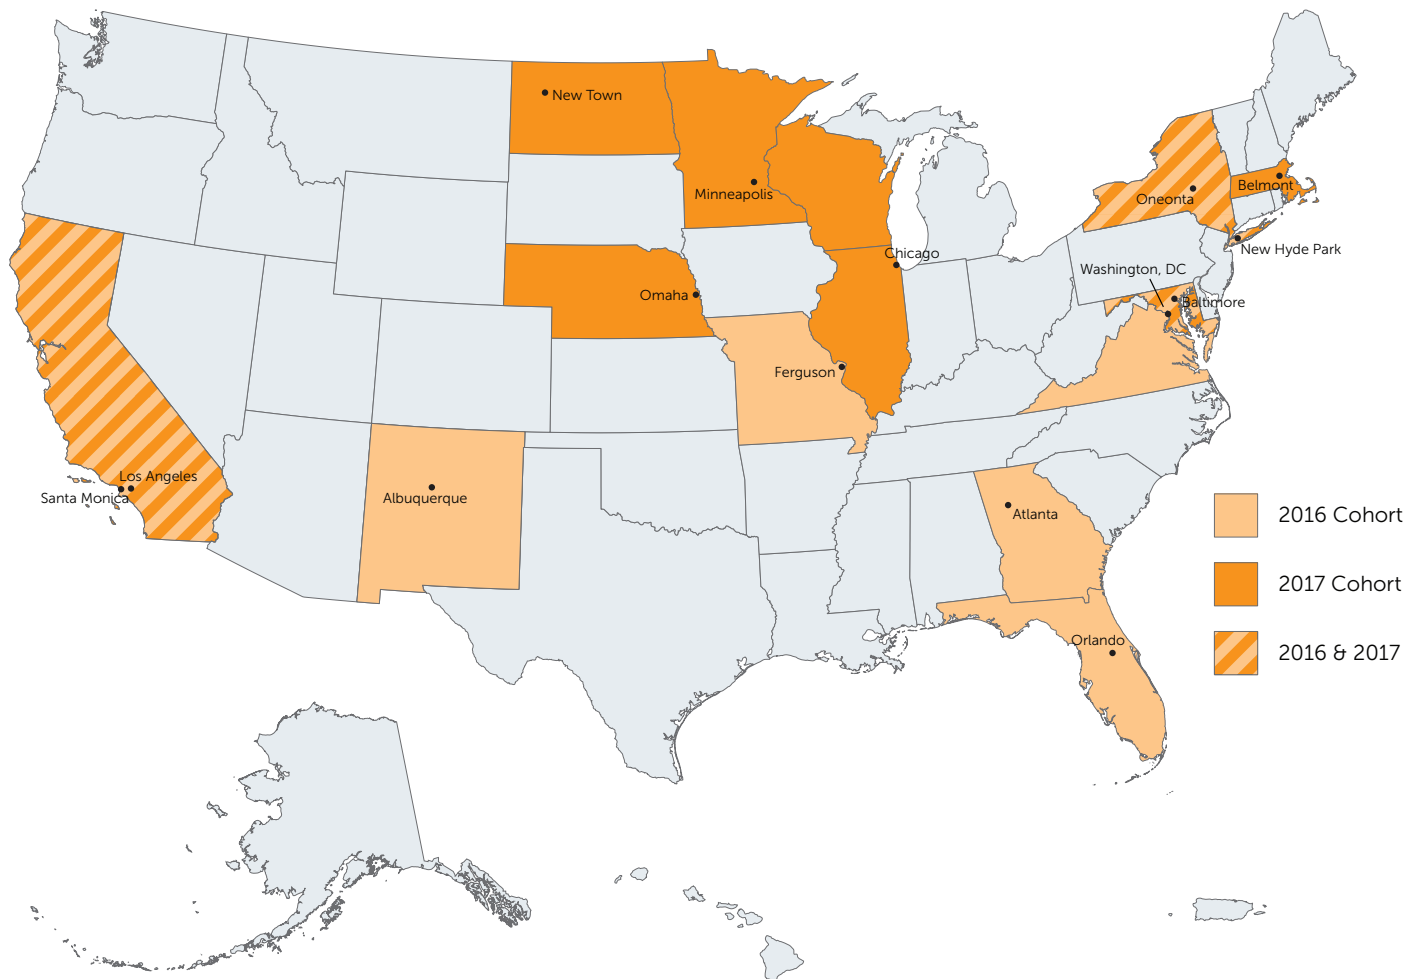 New Town
Minneapolis
Belmont
Oneonta
New Hyde Park
Chicago
Washington, DC
Omaha
Baltimore
Ferguson
Los Angeles
Santa Monica
Albuquerque
Atlanta
2016 Cohort
2017 Cohort
Orlando
2016 & 2017